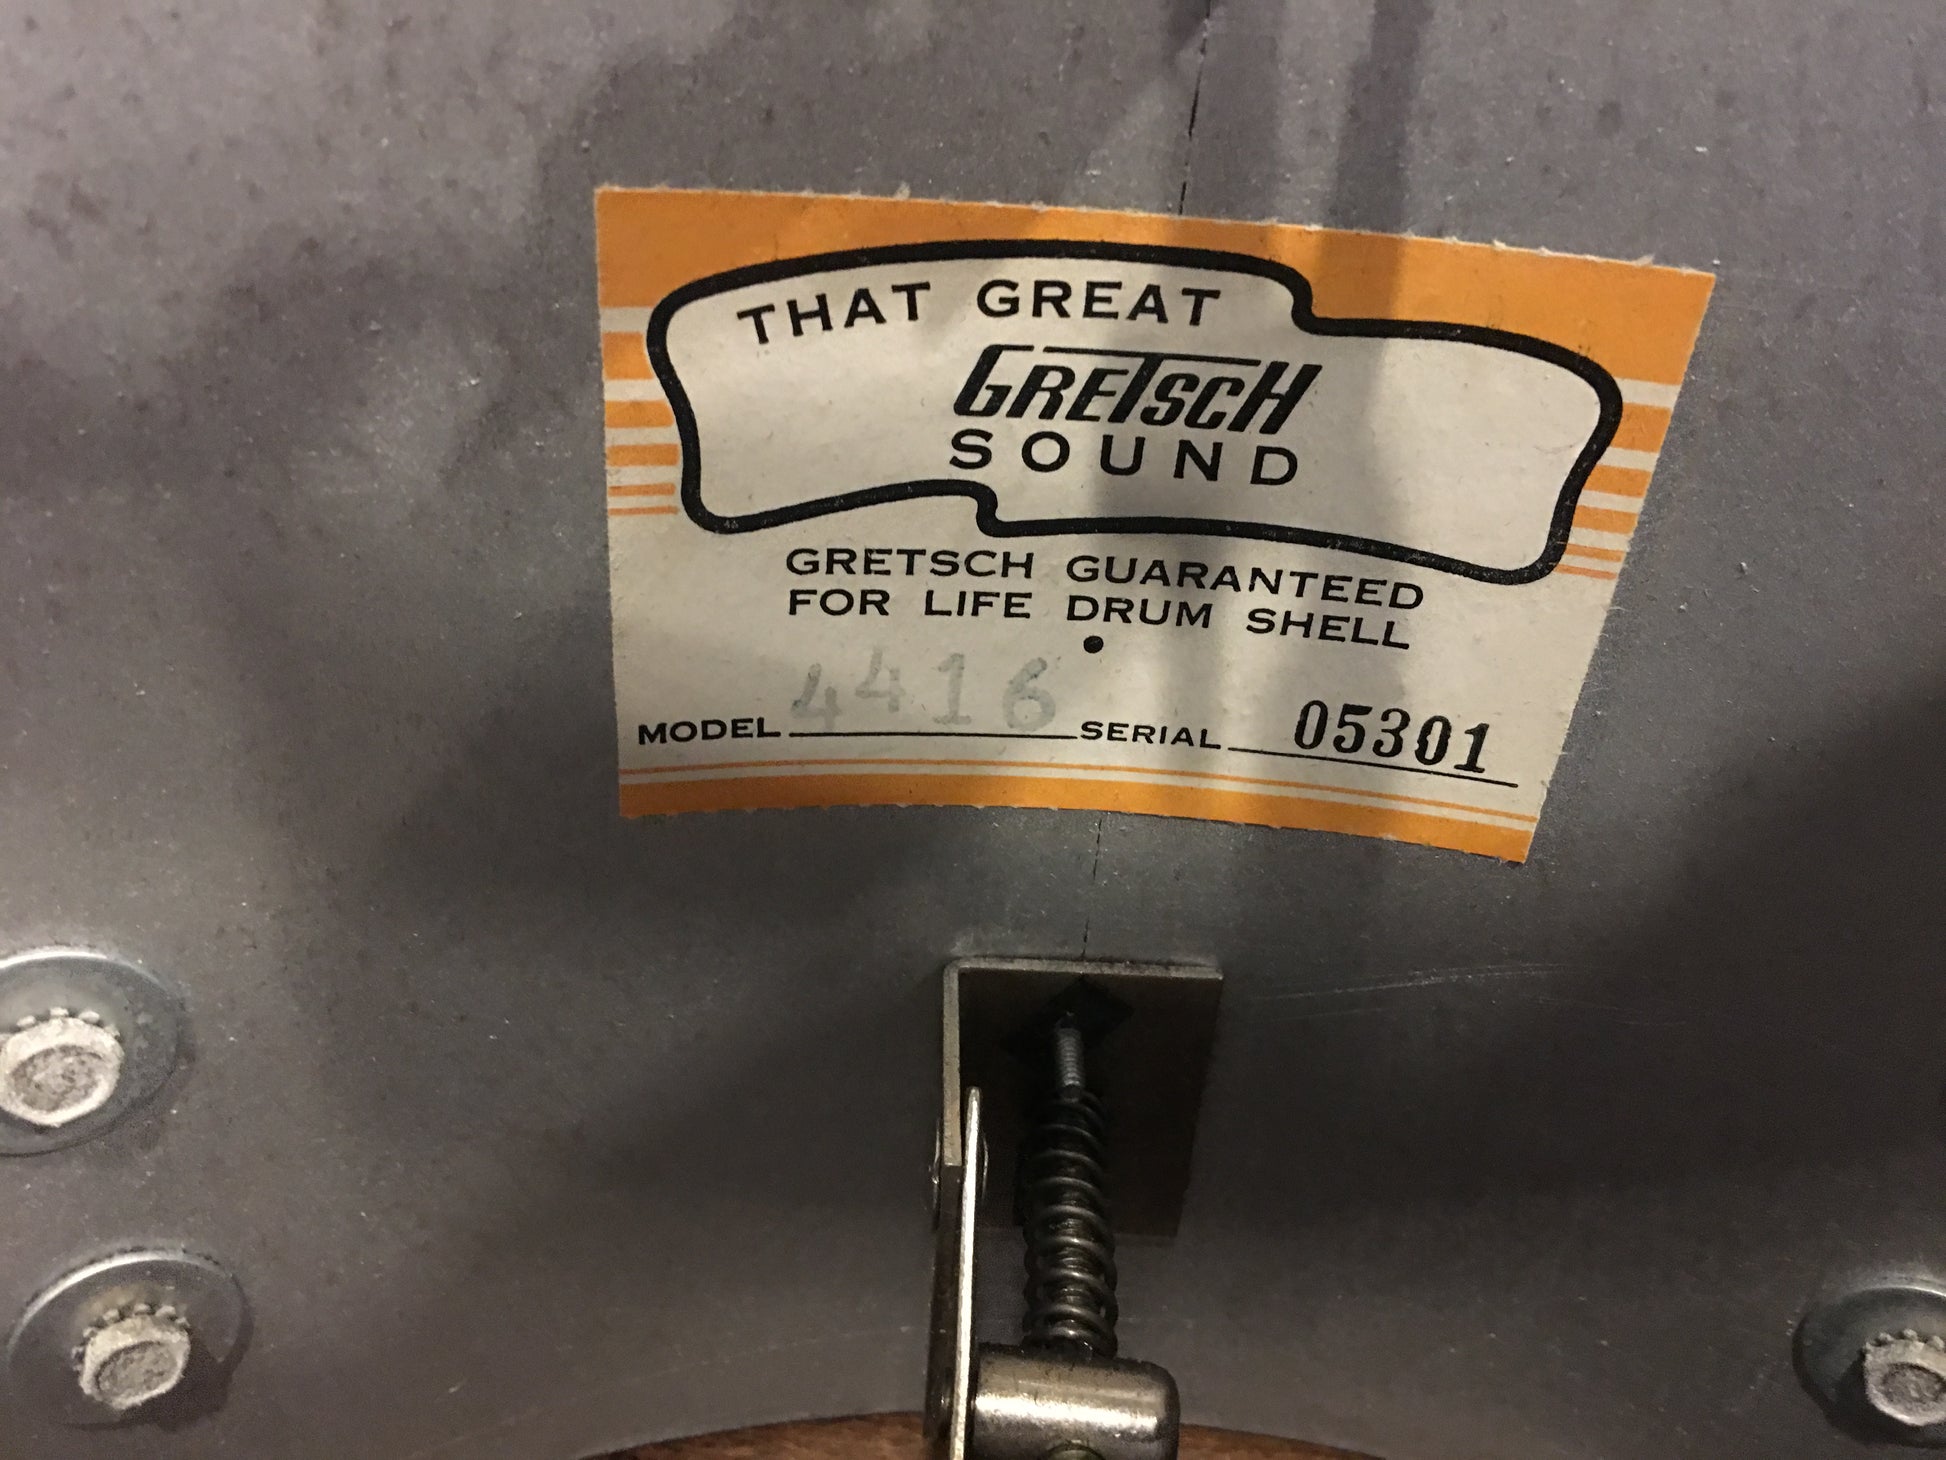 THAT GREAT
GRETSCH
SOUND
GRETSCH GUARANTEED
FOR LIFE DRUM SHELL
•
MODEL 4416 SERIAL 05301